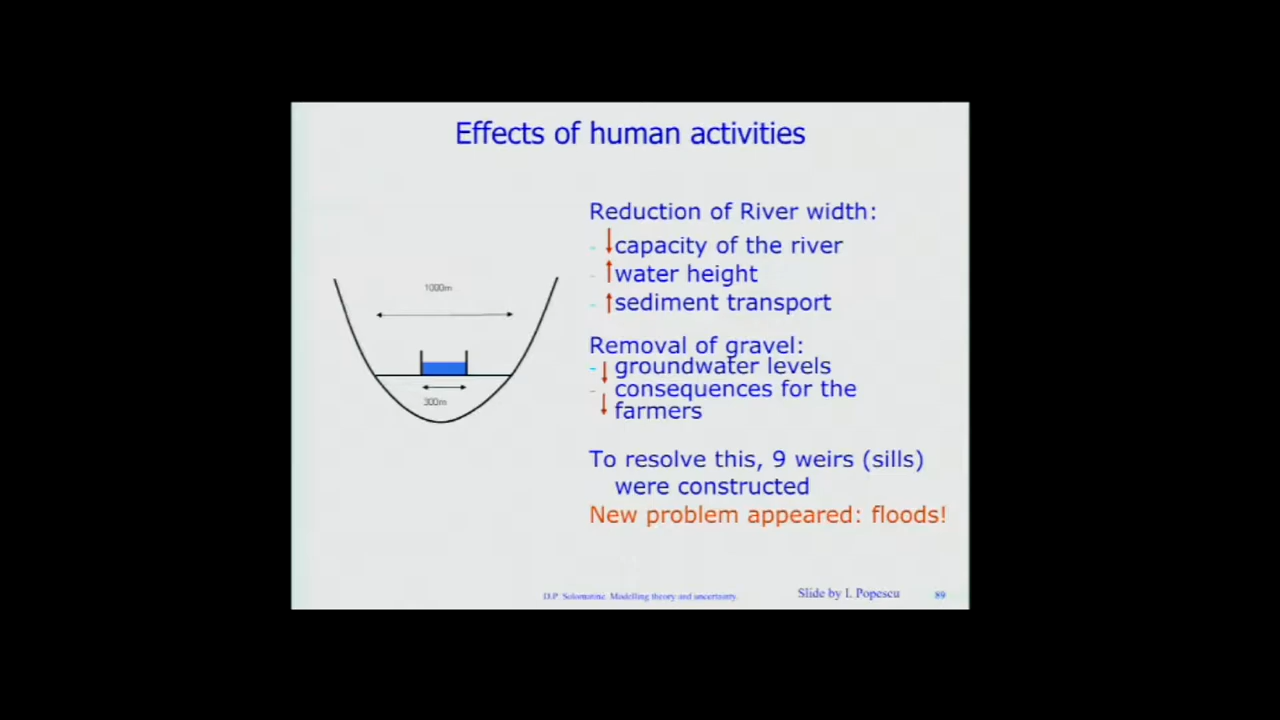 Effects of human activities
Reduction of River width:
- ↓capacity of the river
- ↑water height
- ↑sediment transport
1000m
300m
Removal of gravel:
- ↓groundwater levels
- ↓consequences for the
farmers
To resolve this, 9 weirs (sills)
were constructed
New problem appeared: floods!
D.P. Solomatine. Modelling theory and uncertainty.
Slide by I. Popescu
89